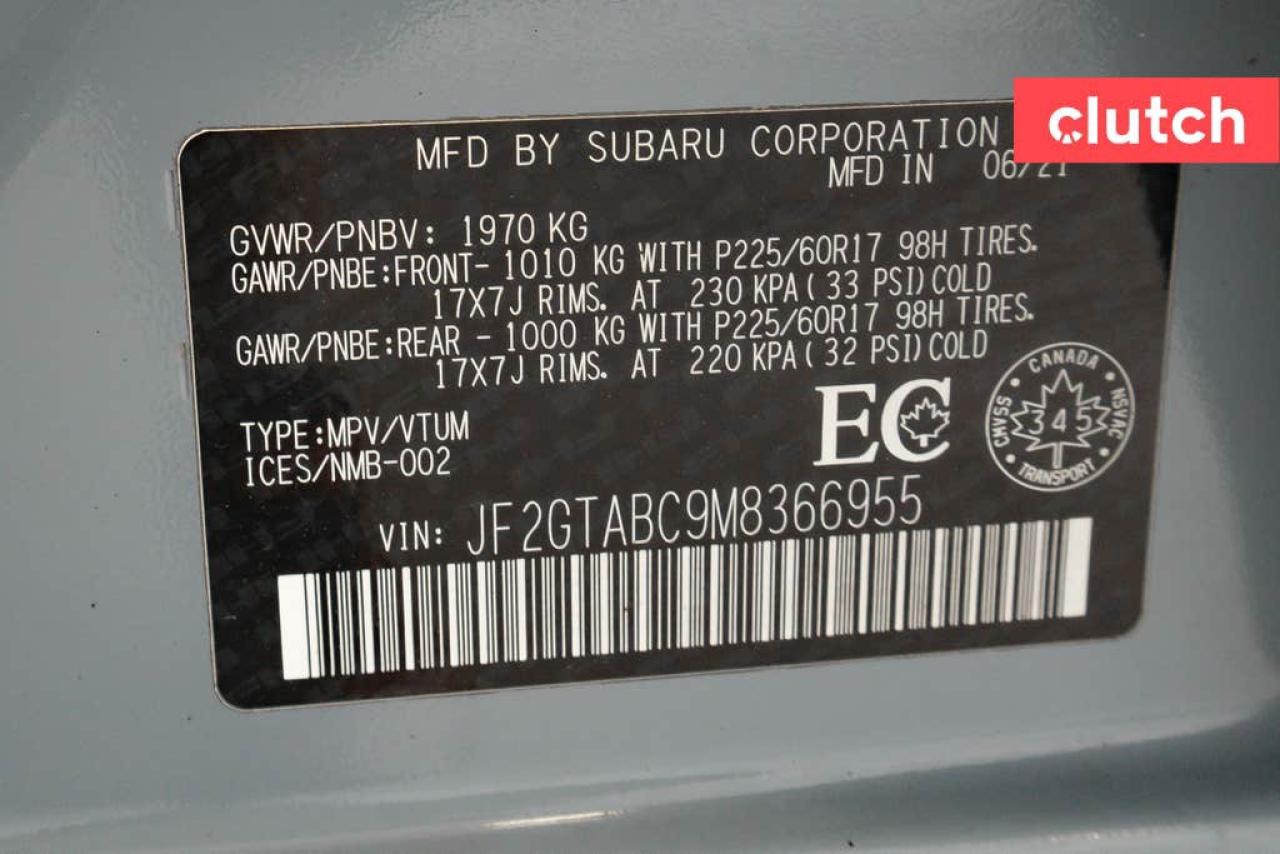 clutch
MFD BY SUBARU CORPORATION
MFD IN 06/21
GVWR/PNBV: 1970 KG
GAWR/PNBE:FRONT- 1010 KG WITH P225/60R17 98H TIRES.
17X7J RIMS. AT 230 KPA(33 PSI)COLD
GAWR/PNBE:REAR - 1000 KG WITH P225/60R17 98H TIRES.
17X7J RIMS. AT 220 KPA(32 PSI)COLD
TYPE:MPV/VTUM
ICES/NMB-002
EC
CANADA
CMVSS 345 NSVAC
TRANSPORT
VIN: JF2GTABC9M8366955